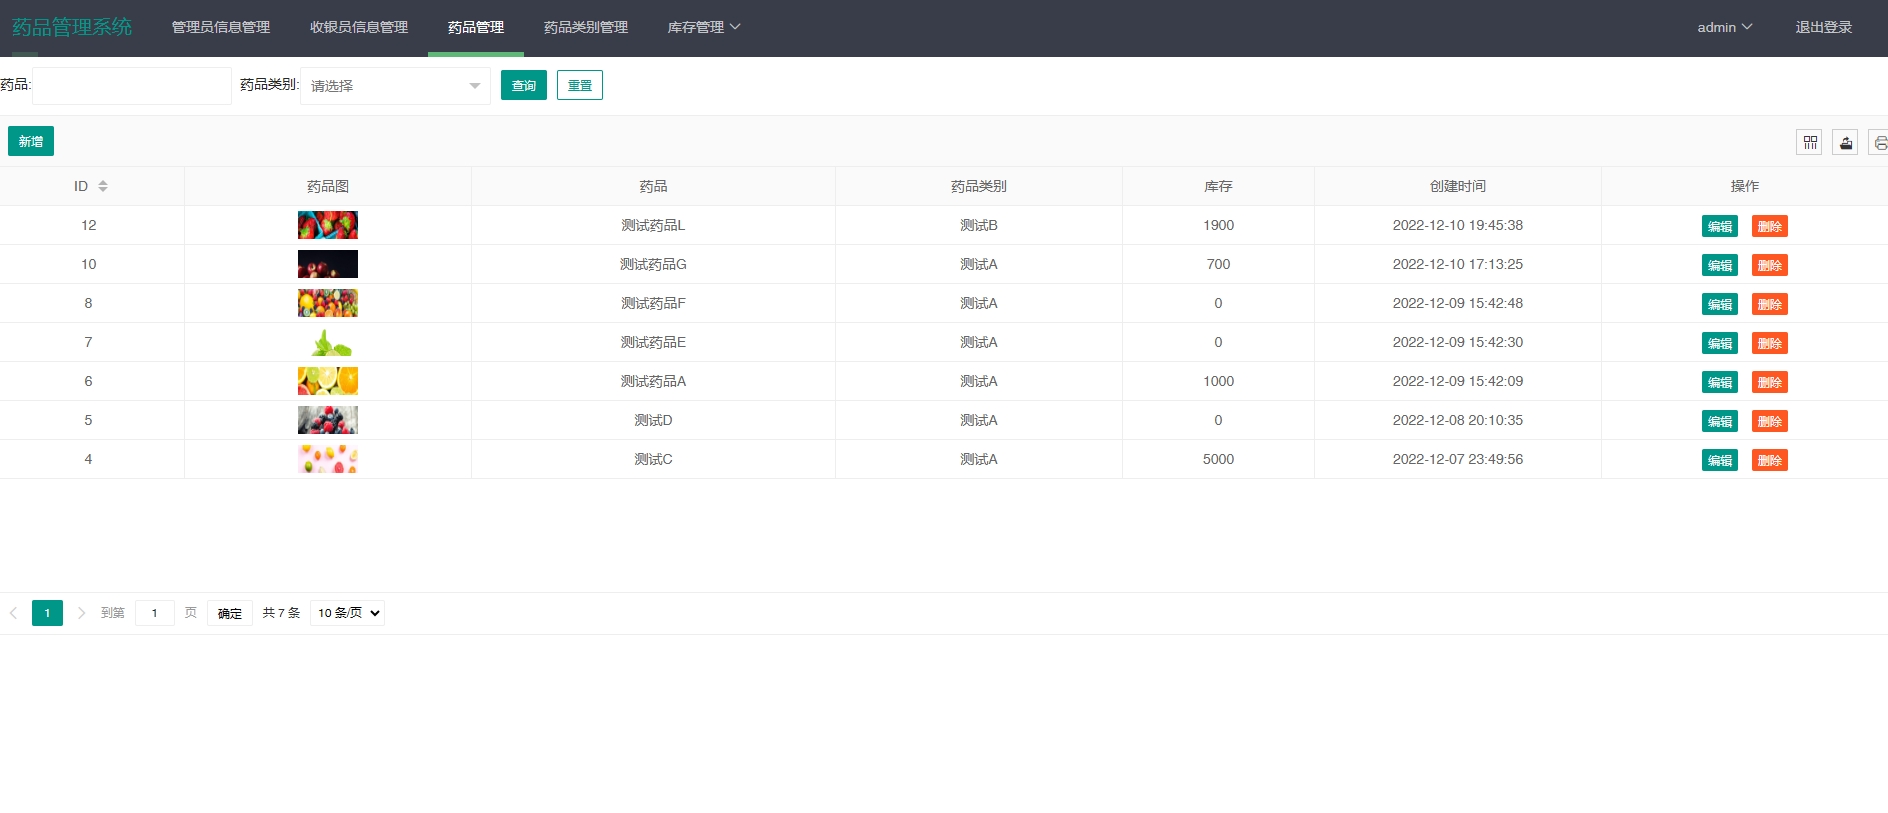 药品管理系统 管理员信息管理 收银员信息管理 药品管理 药品类别管理 库存管理 admin 退出登录
药品: 药品类别: 请选择 查询 重置
新增
ID 药品图 药品 药品类别 库存 创建时间 操作
12 测试药品L 测试B 1900 2022-12-10 19:45:38 编辑 删除
10 测试药品G 测试A 700 2022-12-10 17:13:25 编辑 删除
8 测试药品F 测试A 0 2022-12-09 15:42:48 编辑 删除
7 测试药品E 测试A 0 2022-12-09 15:42:30 编辑 删除
6 测试药品A 测试A 1000 2022-12-09 15:42:09 编辑 删除
5 测试D 测试A 0 2022-12-08 20:10:35 编辑 删除
4 测试C 测试A 5000 2022-12-07 23:49:56 编辑 删除
1 到第 1 页 确定 共 7 条 10 条/页